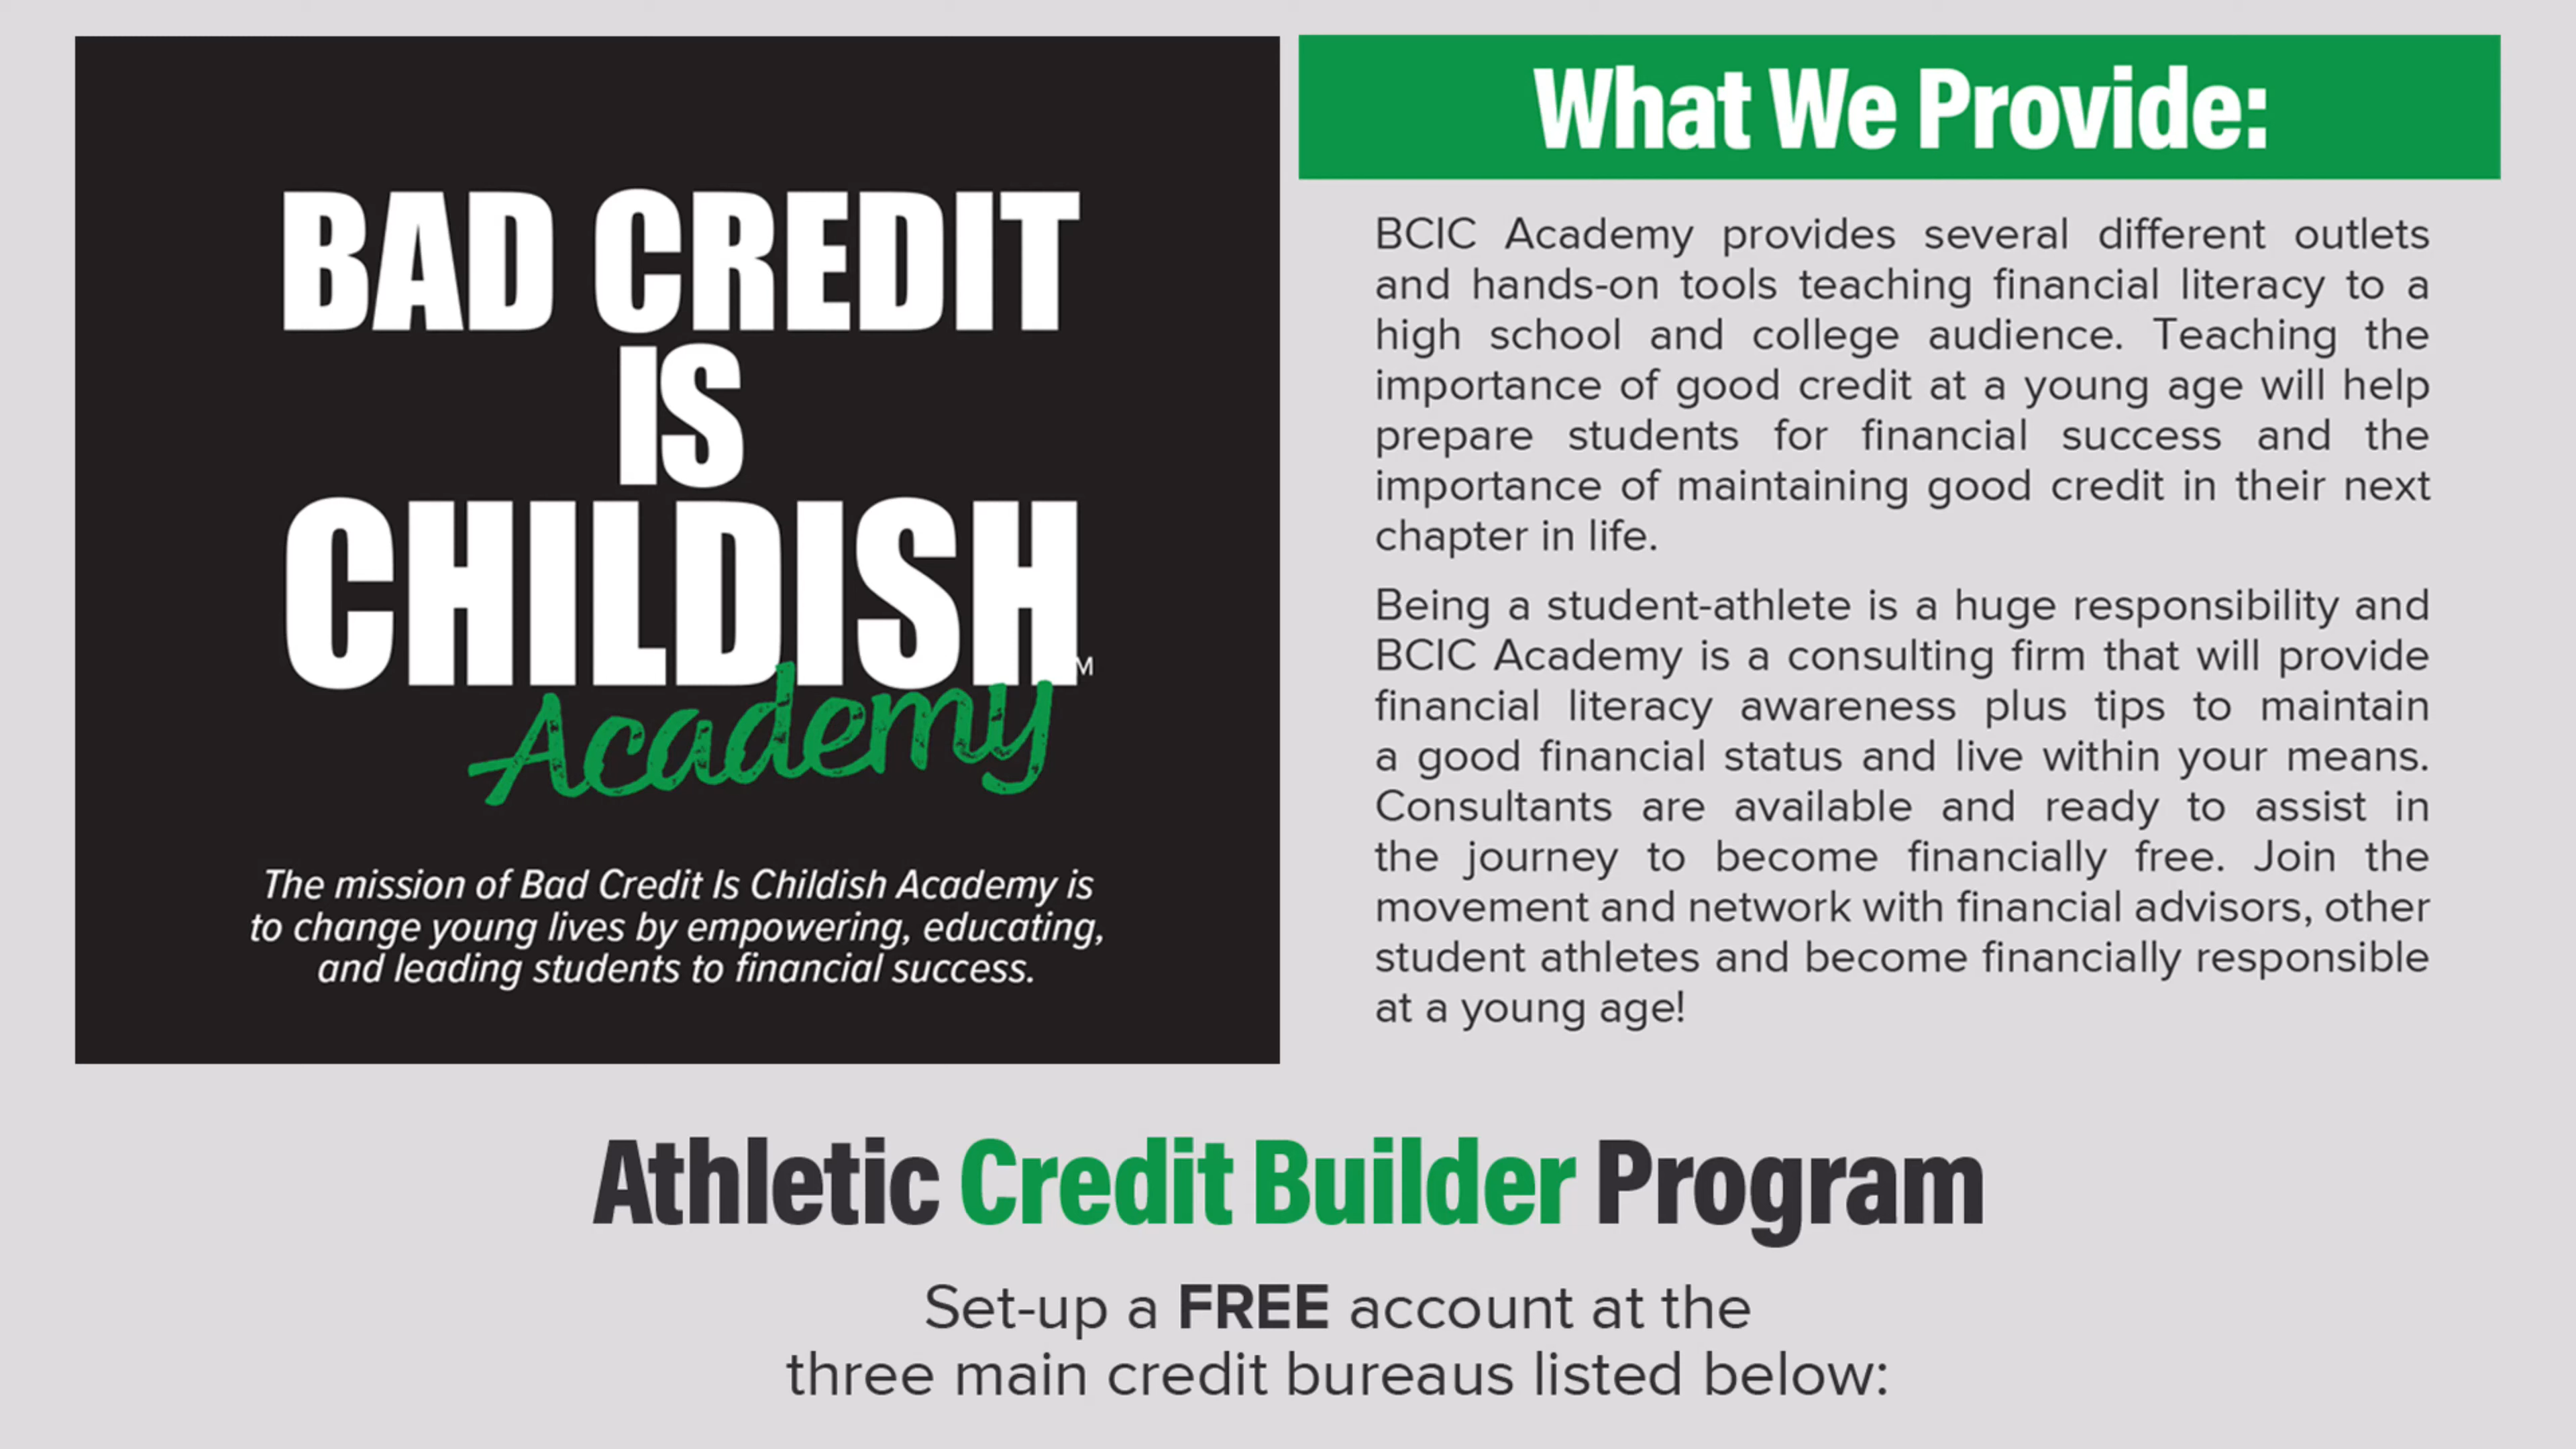 BAD CREDIT
IS
CHILDISH
Academy
The mission of Bad Credit Is Childish Academy is
to change young lives by empowering, educating,
and leading students to financial success.
What We Provide:
BCIC Academy provides several different outlets
and hands-on tools teaching financial literacy to a
high school and college audience. Teaching the
importance of good credit at a young age will help
prepare students for financial success and the
importance of maintaining good credit in their next
chapter in life.
Being a student-athlete is a huge responsibility and
BCIC Academy is a consulting firm that will provide
financial literacy awareness plus tips to maintain
a good financial status and live within your means.
Consultants are available and ready to assist in
the journey to become financially free. Join the
movement and network with financial advisors, other
student athletes and become financially responsible
at a young age!
Athletic Credit Builder Program
Set-up a FREE account at the
three main credit bureaus listed below: